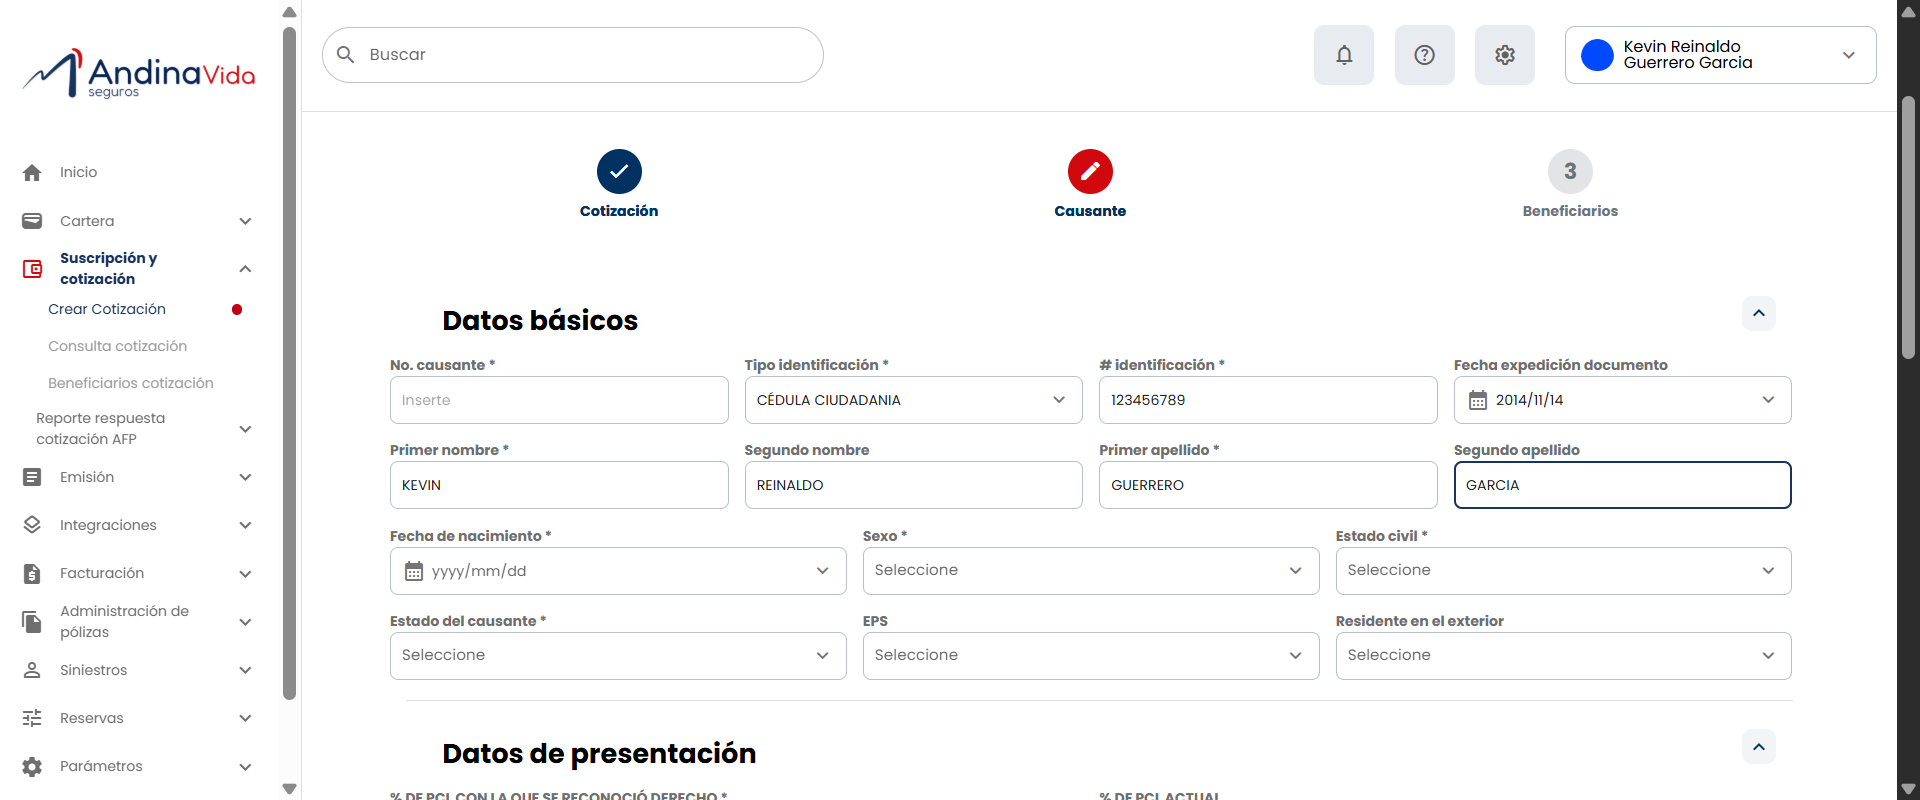 AndinaVida
seguros
Buscar
Kevin Reinaldo
Guerrero Garcia
Inicio
Cartera
Suscripción y
cotización
Crear Cotización
Consulta cotización
Beneficiarios cotización
Reporte respuesta
cotización AFP
Emisión
Integraciones
Facturación
Administración de
pólizas
Siniestros
Reservas
Parámetros
3
Cotización
Causante
Beneficiarios
Datos básicos
No. causante *
Tipo identificación *
# identificación *
Fecha expedición documento
Inserte
CÉDULA CIUDADANIA
123456789
2014/11/14
Primer nombre *
Segundo nombre
Primer apellido *
Segundo apellido
KEVIN
REINALDO
GUERRERO
GARCIA
Fecha de nacimiento *
Sexo *
Estado civil *
yyyy/mm/dd
Seleccione
Seleccione
Estado del causante *
EPS
Residente en el exterior
Seleccione
Seleccione
Seleccione
Datos de presentación
% DE PCL CON LA QUE SE RECONOCIÓ DERECHO *
% DE PCL ACTUAL